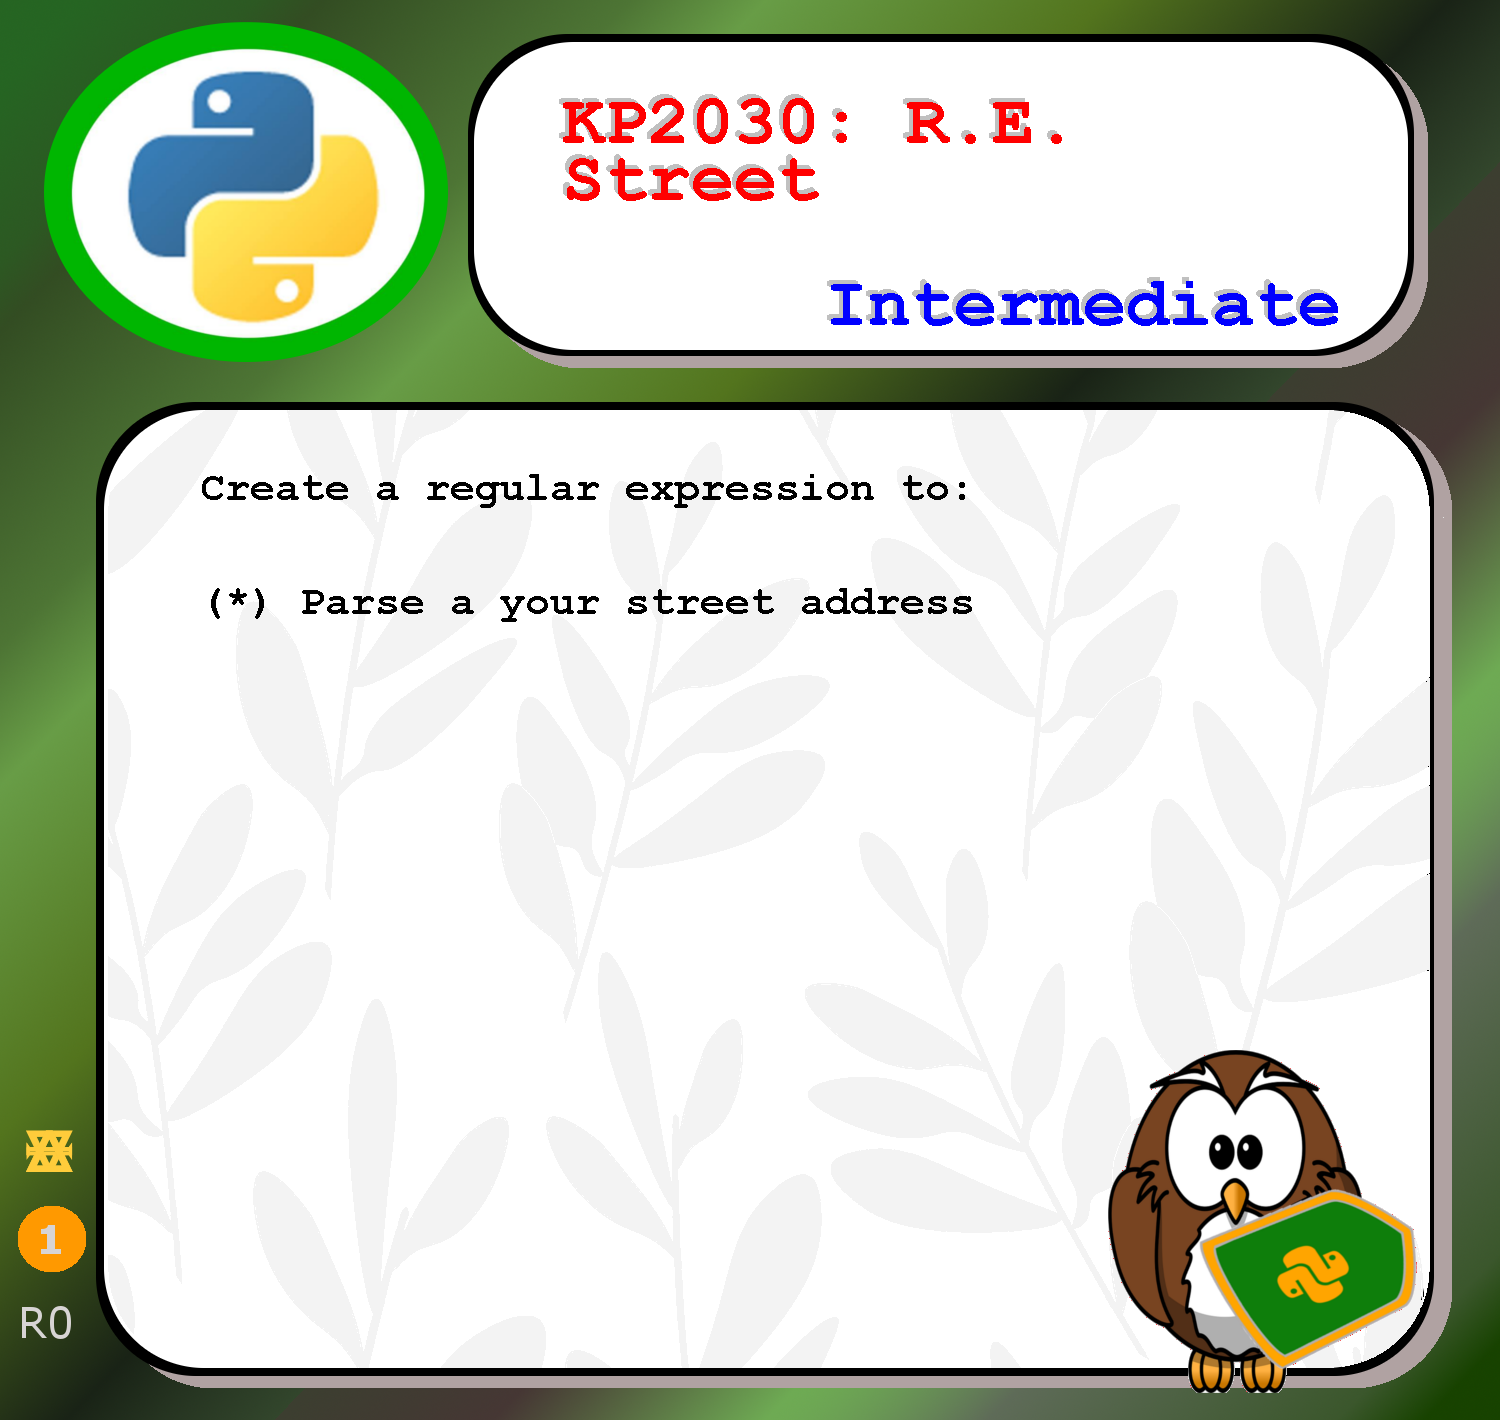 KP2030: R.E.
Street
Intermediate
Create a regular expression to:
(*) Parse a your street address
1
R0